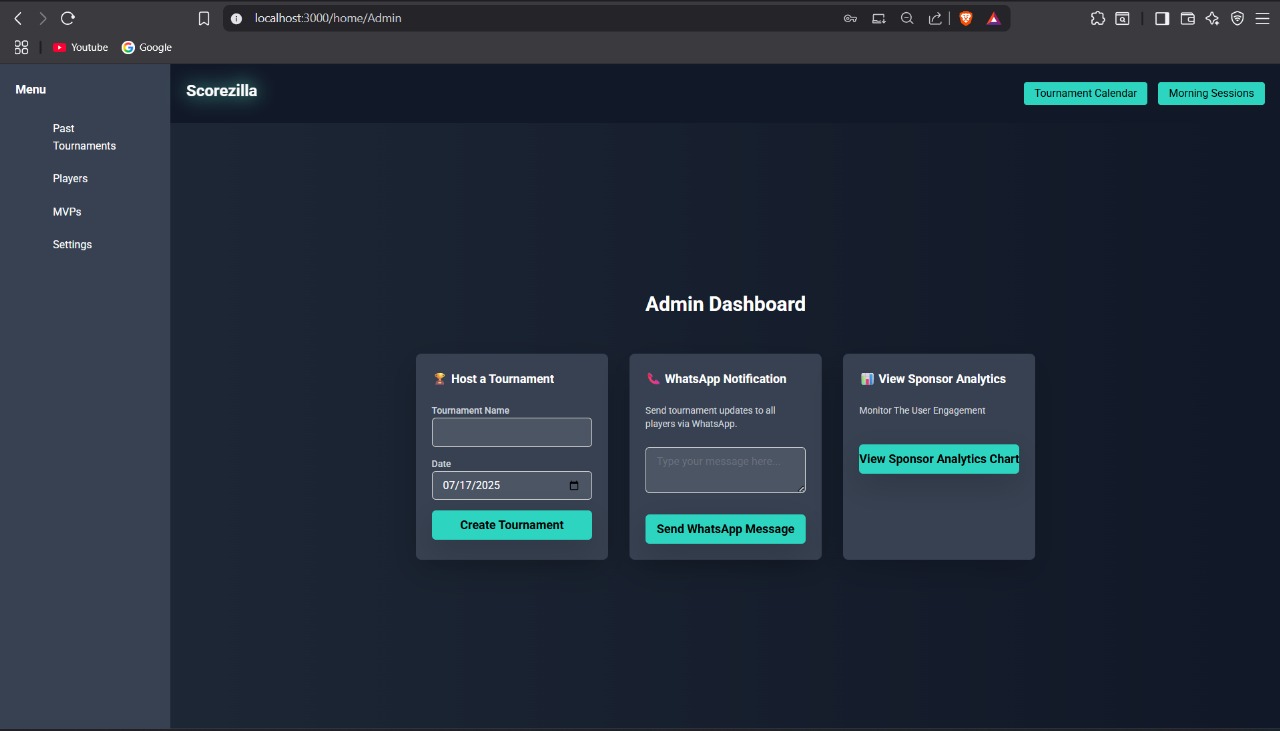 localhost:3000/home/Admin
Youtube
Google
Menu
Scorezilla
Tournament Calendar
Morning Sessions
Past
Tournaments
Players
MVPs
Settings
Admin Dashboard
🏆 Host a Tournament
Tournament Name
Date
07/17/2025
Create Tournament
📞 WhatsApp Notification
Send tournament updates to all
players via WhatsApp.
Type your message here...
Send WhatsApp Message
📊 View Sponsor Analytics
Monitor The User Engagement
View Sponsor Analytics Chart